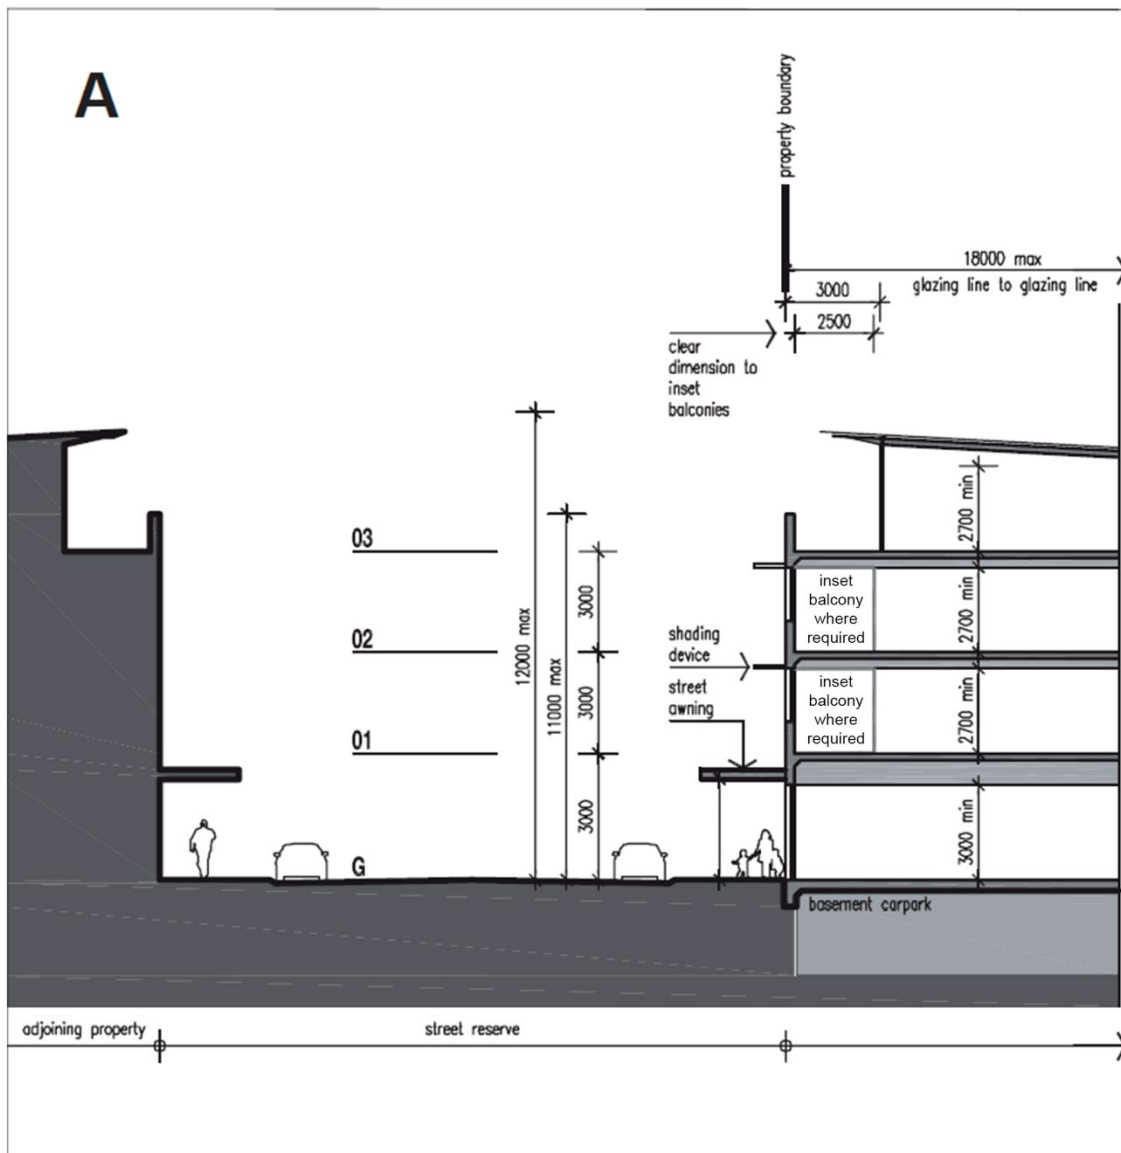 A
property boundary
18000 max
glazing line to glazing line
3000
2500
clear
dimension to
inset
balconies
03
02
01
G
12000 max
11000 max
3000
3000
3000
shading
device
street
awning
2700 min
2700 min
2700 min
3000 min
inset
balcony
where
required
inset
balcony
where
required
basement carpark
adjoining property
street reserve